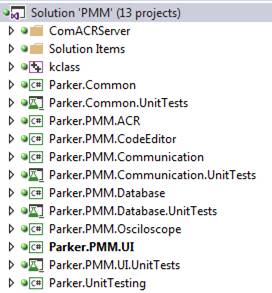 Solution 'PMM' (13 projects)
ComACRServer
Solution Items
kclass
Parker.Common
Parker.Common.UnitTests
Parker.PMM.ACR
Parker.PMM.CodeEditor
Parker.PMM.Communication
Parker.PMM.Communication.UnitTests
Parker.PMM.Database
Parker.PMM.Database.UnitTests
Parker.PMM.Osciloscope
Parker.PMM.UI
Parker.PMM.UI.UnitTests
Parker.UnitTesting